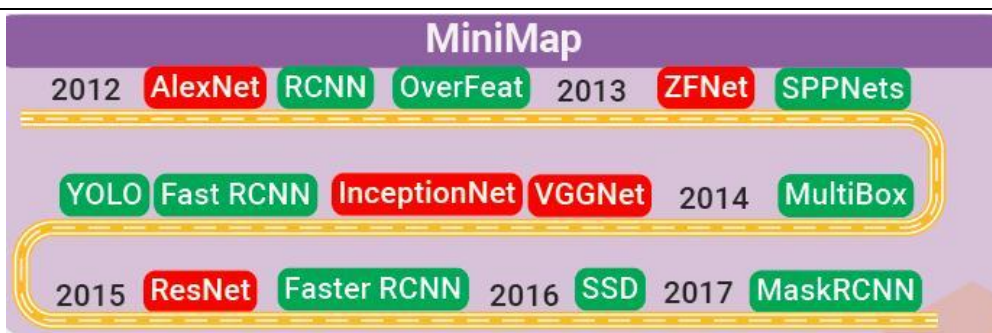 MiniMap
2012 AlexNet RCNN OverFeat 2013 ZFNet SPPNets
YOLO Fast RCNN InceptionNet VGGNet 2014 MultiBox
2015 ResNet Faster RCNN 2016 SSD 2017 MaskRCNN